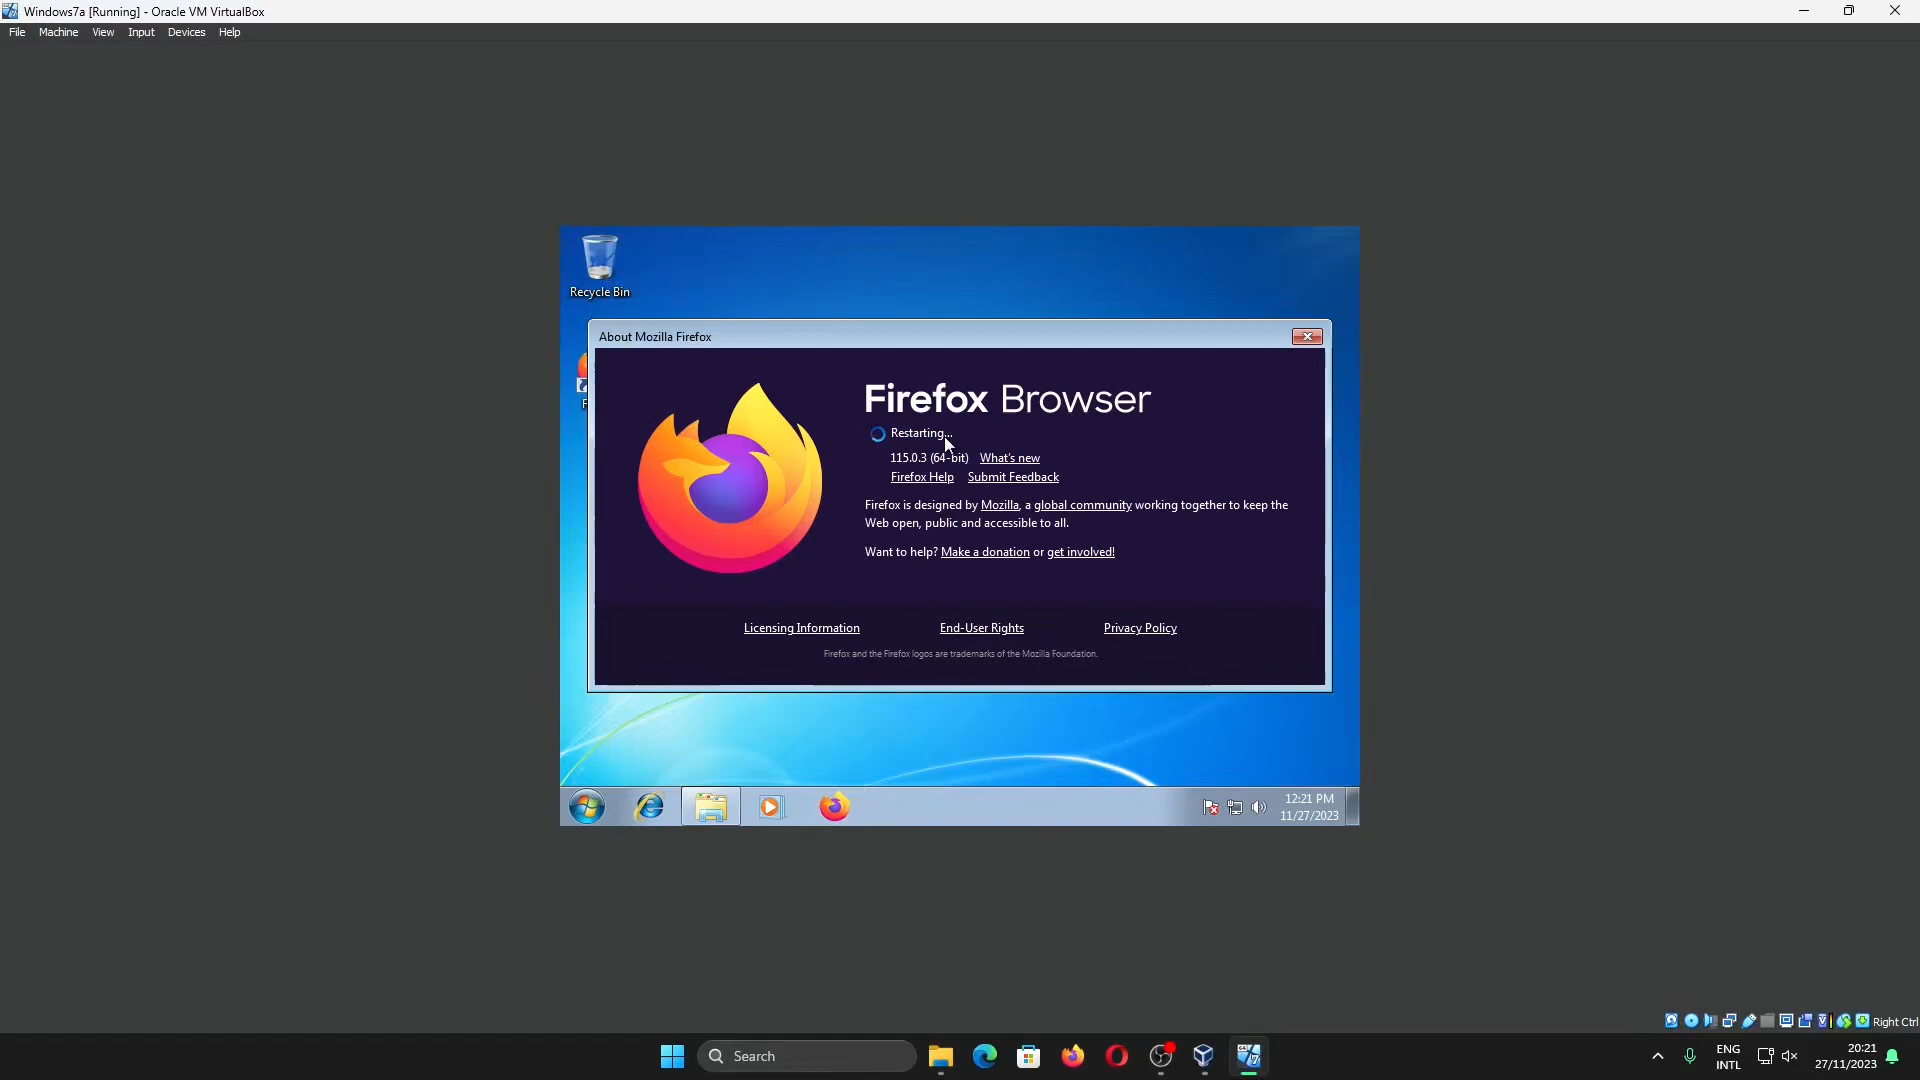 Windows7a [Running] - Oracle VM VirtualBox
File Machine View Input Devices Help
Recycle Bin
About Mozilla Firefox
Firefox Browser
Restarting...
115.0.3 (64-bit) What's new
Firefox Help Submit Feedback
Firefox is designed by Mozilla, a global community working together to keep the
Web open, public and accessible to all.
Want to help? Make a donation or get involved!
Licensing Information End-User Rights Privacy Policy
Firefox and the Firefox logos are trademarks of the Mozilla Foundation.
12:21 PM
11/27/2023
Right Ctrl
Search
ENG
INTL
20:21
27/11/2023